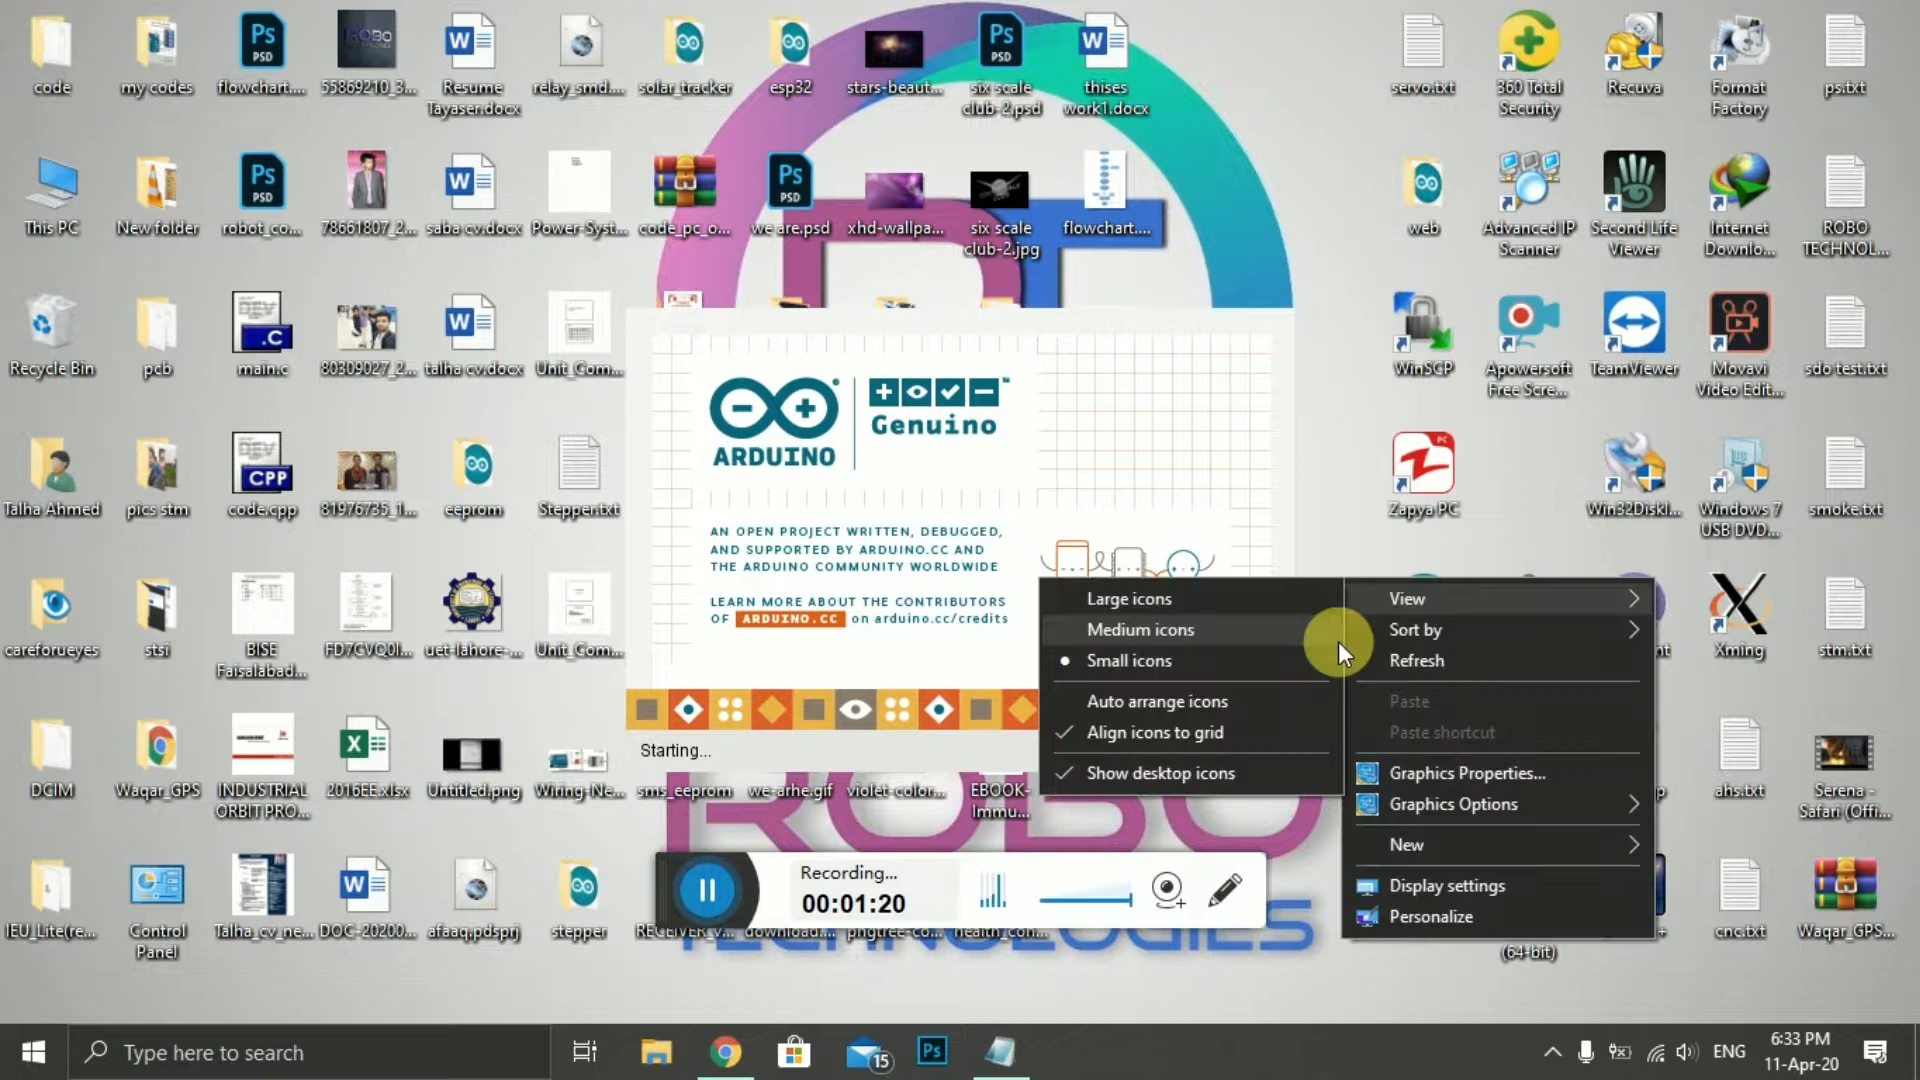 code
my codes
flowchart....
55869210_3...
Resume
Tayaser.docx
relay_smd....
solar_tracker
esp32
stars-beaut...
six scale
club-2.psd
thises
work1.docx
servo.txt
360 Total
Security
Recuva
Format
Factory
ps.txt
This PC
New folder
robot_co...
78661807_2...
saba cv.docx
Power-Syst...
code_pc_o...
we are.psd
xhd-wallpa...
six scale
club-2.jpg
flowchart....
web
Advanced IP
Scanner
Second Life
Viewer
Internet
Downlo...
ROBO
TECHNOL...
Recycle Bin
pcb
main.c
80309027_2...
talha cv.docx
Unit_Com...
WinSCP
Apowersoft
Free Scre...
TeamViewer
Movavi
Video Edit...
sdo test.txt
ARDUINO
Genuino
Talha Ahmed
pics stm
code.cpp
81976735_1...
eeprom
Stepper.txt
Zapya PC
Win32Diskl...
Windows 7
USB DVD...
smoke.txt
AN OPEN PROJECT WRITTEN, DEBUGGED,
AND SUPPORTED BY ARDUINO.CC AND
THE ARDUINO COMMUNITY WORLDWIDE
LEARN MORE ABOUT THE CONTRIBUTORS
OF ARDUINO.CC on arduino.cc/credits
Starting...
careforueyes
stsi
BISE
Faisalabad...
FD7CVQ0I...
uet-lahore-...
Unit_Com...
Xming
stm.txt
Large icons
Medium icons
Small icons
Auto arrange icons
Align icons to grid
Show desktop icons
View
Sort by
Refresh
Paste
Paste shortcut
Graphics Properties...
Graphics Options
New
Display settings
Personalize
DCIM
Waqar_GPS
INDUSTRIAL
ORBIT PRO...
2016EE.xlsx
Untitled.png
Wiring-Ne...
sms_eeprom
we-arhe.gif
violet-color...
EBOOK-
Immu...
ahs.txt
Serena -
Safari (Offi...
ROBO
TECHNOLOGIES
Recording...
00:01:20
IEU_Lite(re...
Control
Panel
Talha_cv_ne...
DOC-20200...
afaaq.pdsprj
stepper
RECEIVER_v...
download....
pngtree-co...
health_con...
(64-bit)
cnc.txt
Waqar_GPS...
Type here to search
15
Ps
ENG
6:33 PM
11-Apr-20